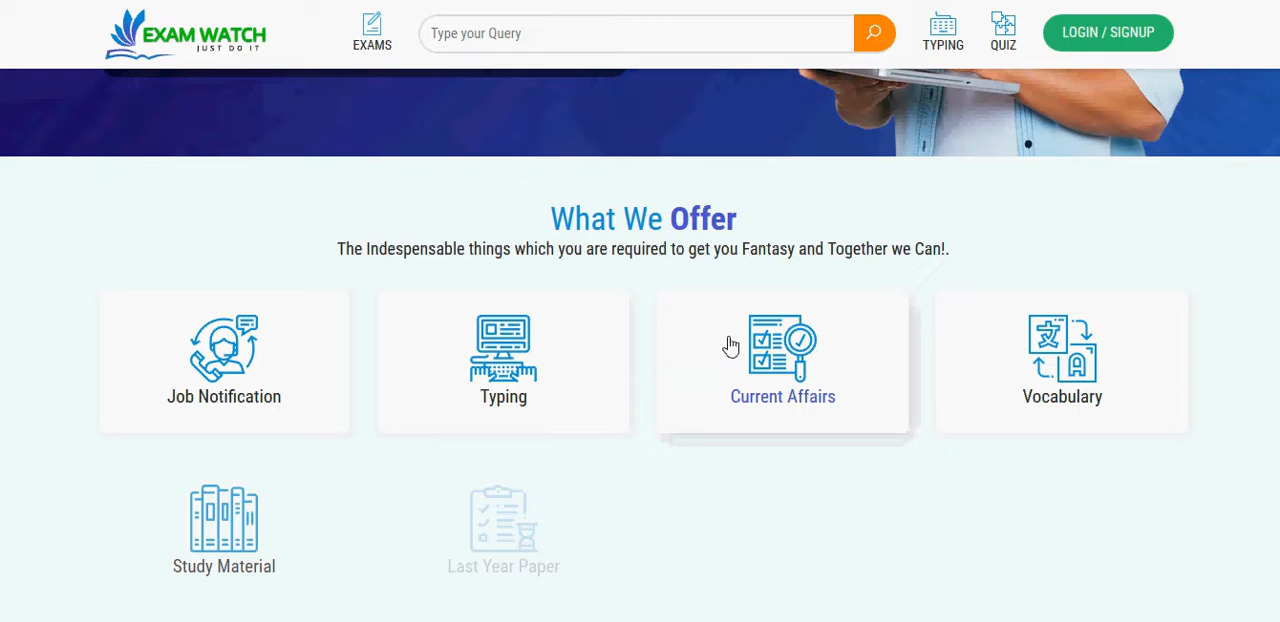 EXAM WATCH
JUST DO IT
EXAMS
Type your Query
TYPING
QUIZ
LOGIN / SIGNUP
What We Offer
The Indespensable things which you are required to get you Fantasy and Together we Can!.
Job Notification
Typing
Current Affairs
Vocabulary
文
A
Study Material
Last Year Paper